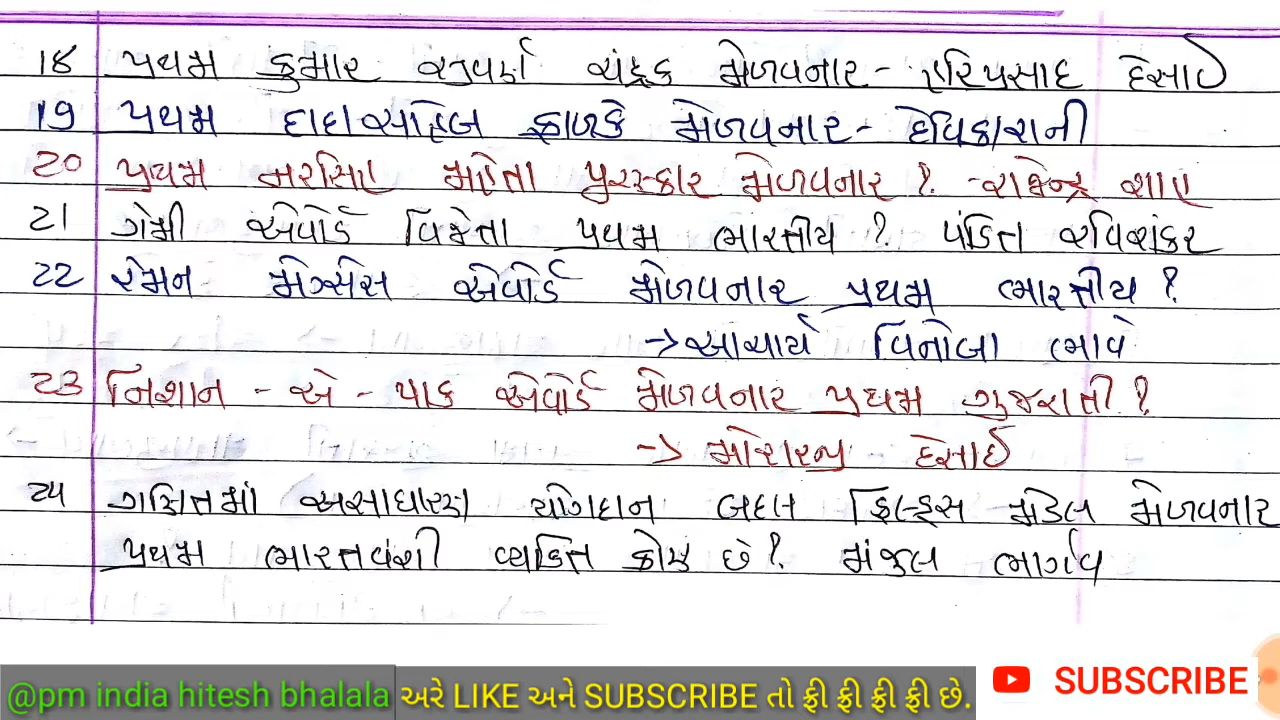 18 પ્રથમ કુમાર સુવર્ણ ચંદ્રક મેળવનાર - હરિપ્રસાદ દેસાઈ
19 પ્રથમ દાદાસાહેબ ફાળકે મેળવનાર - દેવિકારાની
20 પ્રથમ નરસિંહ મહેતા પુરસ્કાર મેળવનાર ? - રાજેન્દ્ર શાહ
21 ગ્રેમી એવોર્ડ વિજેતા પ્રથમ ભારતીય ? પંડિત રવિશંકર
22 રેમન મેગ્સેસ એવોર્ડ મેળવનાર પ્રથમ ભારતીય ?
→ આચાર્ય વિનોબા ભાવે
23 નિશાન - એ - પાક એવોર્ડ મેળવનાર પ્રથમ ગુજરાતી ?
→ મોરારજી દેસાઈ
24 ગણિતમાં અસાધારણ યોગદાન બદલ ફિલ્ડ્સ મેડલ મેળવનાર
પ્રથમ ભારતવંશી વ્યકિત કોણ છે ? મંજુલ ભાર્ગવ
@pm india hitesh bhalala અરે LIKE અને SUBSCRIBE તો ફ્રી ફ્રી ફ્રી ફ્રી છે. SUBSCRIBE